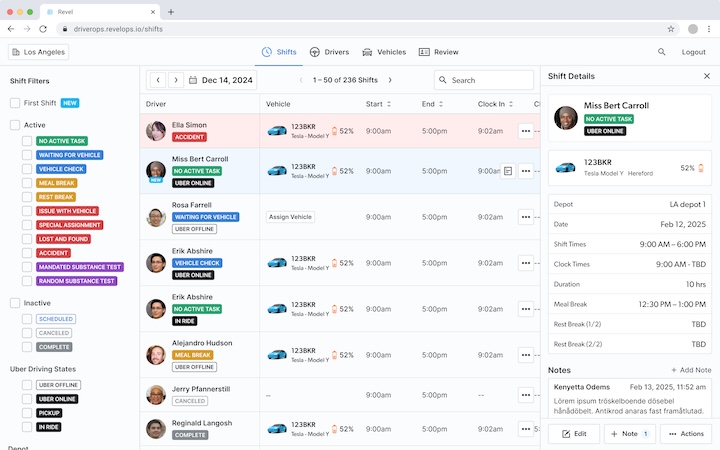 Revel
driverops.revelops.io/shifts
Los Angeles
Shifts
Drivers
Vehicles
Review
Logout
Shift Filters
First Shift NEW
Active
NO ACTIVE TASK
WAITING FOR VEHICLE
VEHICLE CHECK
MEAL BREAK
REST BREAK
ISSUE WITH VEHICLE
SPECIAL ASSIGNMENT
LOST AND FOUND
ACCIDENT
MANDATED SUBSTANCE TEST
RANDOM SUBSTANCE TEST
Inactive
SCHEDULED
CANCELED
COMPLETE
Uber Driving States
UBER OFFLINE
UBER ONLINE
PICKUP
IN RIDE
Depot
Dec 14, 2024
1 – 50 of 236 Shifts
Search
Driver Vehicle Start End Clock In Cl
Ella Simon
ACCIDENT
123BKR
Tesla - Model Y
52%
9:00am 5:00pm 9:02am --
Miss Bert Carroll
NO ACTIVE TASK
UBER ONLINE
NEW
123BKR
Tesla - Model Y
52%
9:00am 5:00pm 9:00am --
Rosa Farrell
WAITING FOR VEHICLE
UBER OFFLINE
Assign Vehicle
9:00am 5:00pm 9:02am --
Erik Abshire
VEHICLE CHECK
UBER ONLINE
123BKR
Tesla - Model Y
52%
9:00am 5:00pm 9:02am --
Erik Abshire
NO ACTIVE TASK
IN RIDE
123BKR
Tesla - Model Y
52%
9:00am 5:00pm 9:02am --
Alejandro Hudson
MEAL BREAK
UBER OFFLINE
123BKR
Tesla - Model Y
52%
9:00am 5:00pm 9:02am --
Jerry Pfannerstill
CANCELED
--
9:00am 5:00pm -- --
Reginald Langosh
COMPLETE
123BKR
Tesla - Model Y
52%
9:00am 5:00pm 9:02am --
Shift Details
Miss Bert Carroll
NO ACTIVE TASK
UBER ONLINE
123BKR
Tesla Model Y · Hereford
52%
Depot LA depot 1
Date Feb 12, 2025
Shift Times 9:00 AM – 6:00 PM
Clock Times 9:00 AM - TBD
Duration 10 hrs
Meal Break 12:30 PM – 1:00 PM
Rest Break (1/2) TBD
Rest Break (2/2) TBD
Notes
+ Add Note
Kenyetta Odems Feb 13, 2025, 11:52 am
Lorem ipsum tröskelboende dösebel
hånådöbelt. Antikrod anaras fast framåtlutad.
Edit
+ Note 1
Actions